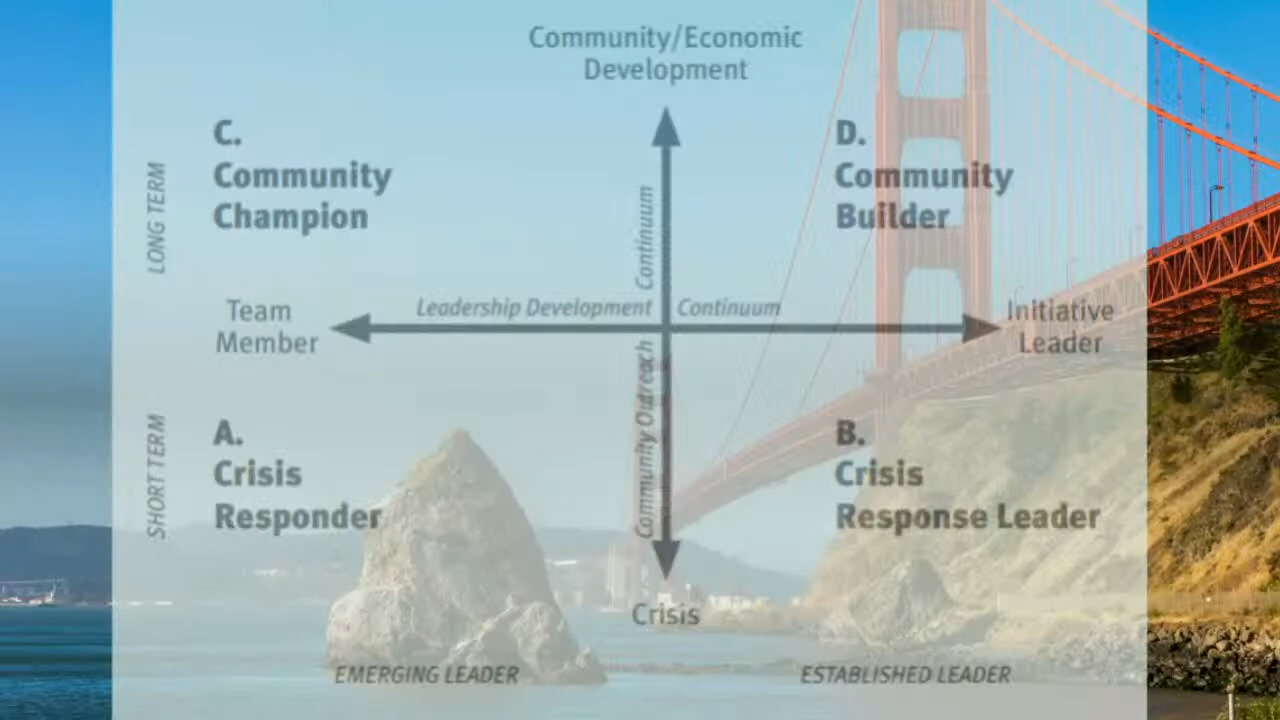 Community/Economic
Development
C.
Community
Champion
D.
Community
Builder
LONG TERM
Continuum
Team
Member
Leadership Development
Continuum
Initiative
Leader
SHORT TERM
Community Outreach
A.
Crisis
Responder
B.
Crisis
Response Leader
Crisis
EMERGING LEADER
ESTABLISHED LEADER